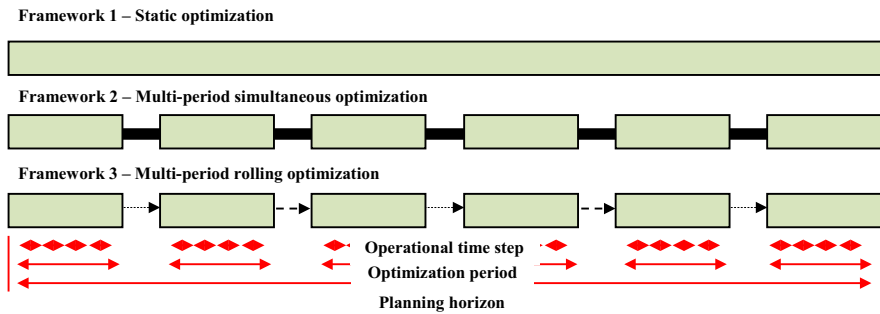 Framework 1 – Static optimization
Framework 2 – Multi-period simultaneous optimization
Framework 3 – Multi-period rolling optimization
Operational time step
Optimization period
Planning horizon